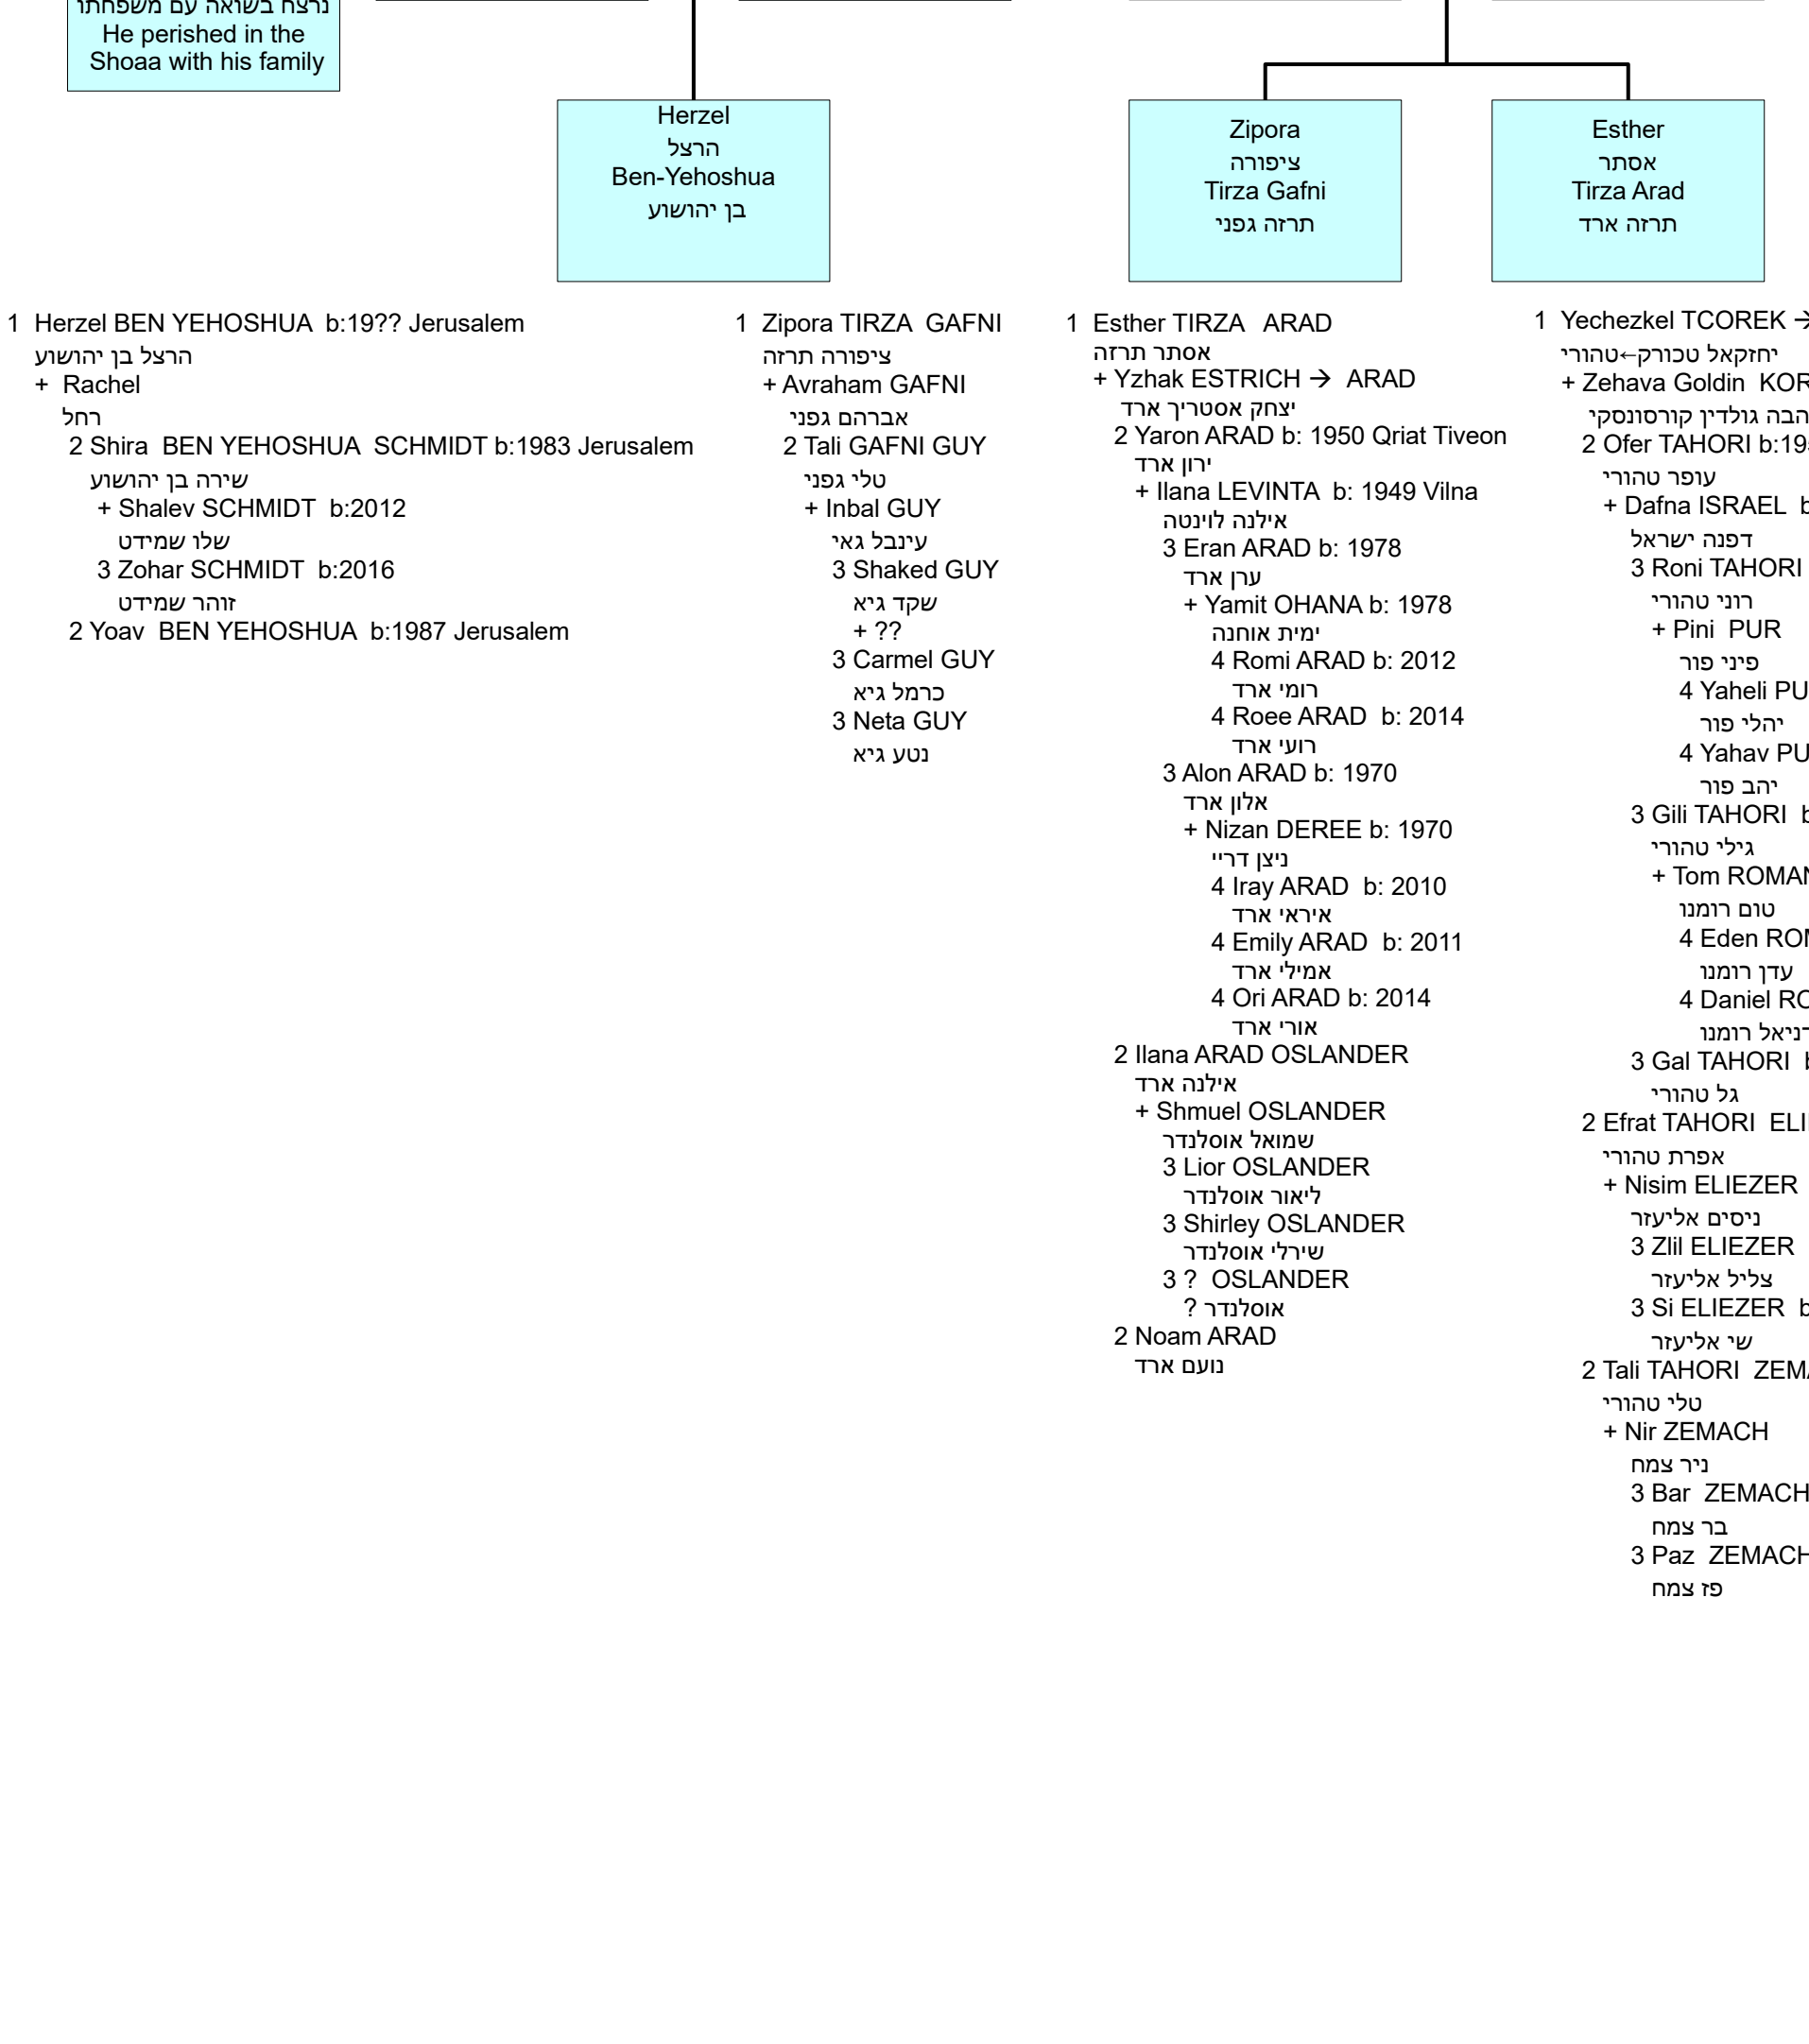 נרצח בשואה עם משפחתו
He perished in the
Shoaa with his family
Herzel
הרצל
Ben-Yehoshua
בן יהושוע
Zipora
ציפורה
Tirza Gafni
תרזה גפני
Esther
אסתר
Tirza Arad
תרזה ארד
1 Herzel BEN YEHOSHUA b:19?? Jerusalem
הרצל בן יהושוע
+ Rachel
רחל
2 Shira BEN YEHOSHUA SCHMIDT b:1983 Jerusalem
שירה בן יהושוע
+ Shalev SCHMIDT b:2012
שלו שמידט
3 Zohar SCHMIDT b:2016
זוהר שמידט
2 Yoav BEN YEHOSHUA b:1987 Jerusalem
1 Zipora TIRZA GAFNI
ציפורה תרזה
+ Avraham GAFNI
אברהם גפני
2 Tali GAFNI GUY
טלי גפני
+ Inbal GUY
עינבל גאי
3 Shaked GUY
שקד גיא
+ ??
3 Carmel GUY
כרמל גיא
3 Neta GUY
נטע גיא
1 Esther TIRZA ARAD
אסתר תרזה
+ Yzhak ESTRICH → ARAD
יצחק אסטריך ארד
2 Yaron ARAD b: 1950 Qriat Tiveon
ירון ארד
+ Ilana LEVINTA b: 1949 Vilna
אילנה לוינטה
3 Eran ARAD b: 1978
ערן ארד
+ Yamit OHANA b: 1978
ימית אוחנה
4 Romi ARAD b: 2012
רומי ארד
4 Roee ARAD b: 2014
רועי ארד
3 Alon ARAD b: 1970
אלון ארד
+ Nizan DEREE b: 1970
ניצן דריי
4 Iray ARAD b: 2010
איראי ארד
4 Emily ARAD b: 2011
אמילי ארד
4 Ori ARAD b: 2014
אורי ארד
2 Ilana ARAD OSLANDER
אילנה ארד
+ Shmuel OSLANDER
שמואל אוסלנדר
3 Lior OSLANDER
ליאור אוסלנדר
3 Shirley OSLANDER
שירלי אוסלנדר
3 ? OSLANDER
אוסלנדר ?
2 Noam ARAD
נועם ארד
1 Yechezkel TCOREK →
יחזקאל טכורק←טהורי
+ Zehava Goldin
גולדין קורסונסקי
2 Ofer TAHORI
עופר טהורי
+ Dafna ISRAEL
דפנה ישראל
3 Roni TAHORI
רוני טהורי
+ Pini PUR
פיני פור
4 Yaheli
יהלי פור
4 Yahav
יהב פור
3 Gili TAHORI
גילי טהורי
+ Tom
טום רומנו
4 Eden
עדן רומנו
4 Daniel
רומנו
3 Gal TAHORI
גל טהורי
2 Efrat TAHORI
אפרת טהורי
+ Nisim ELIEZER
ניסים אליעזר
3 Zlil ELIEZER
צליל אליעזר
3 Si ELIEZER
שי אליעזר
2 Tali TAHORI
טלי טהורי
+ Nir ZEMACH
ניר צמח
3 Bar ZEMACH
בר צמח
3 Paz ZEMACH
פז צמח